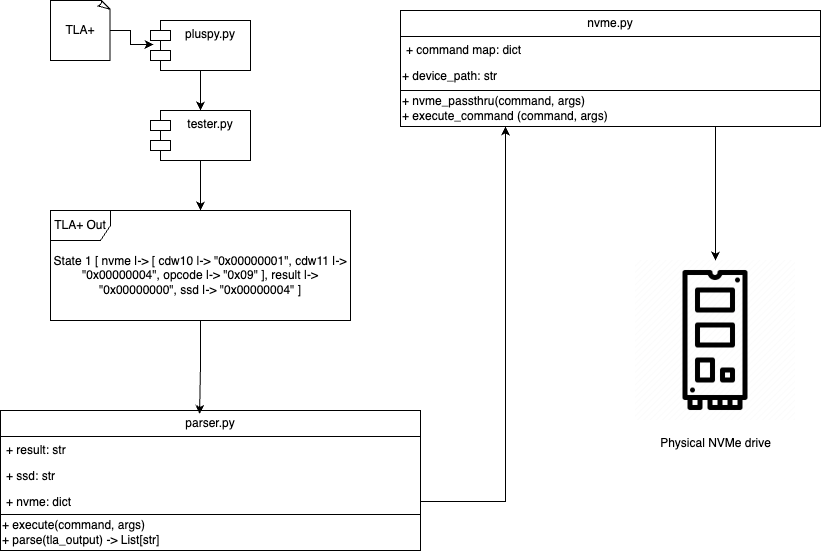 TLA+
pluspy.py
tester.py
TLA+ Out
State 1 [ nvme |-> [ cdw10 |-> "0x00000001", cdw11 |->
"0x00000004", opcode |-> "0x09" ], result |->
"0x00000000", ssd |-> "0x00000004" ]
parser.py
+ result: str
+ ssd: str
+ nvme: dict
+ execute(command, args)
+ parse(tla_output) -> List[str]
nvme.py
+ command map: dict
+ device_path: str
+ nvme_passthru(command, args)
+ execute_command (command, args)
Physical NVMe drive